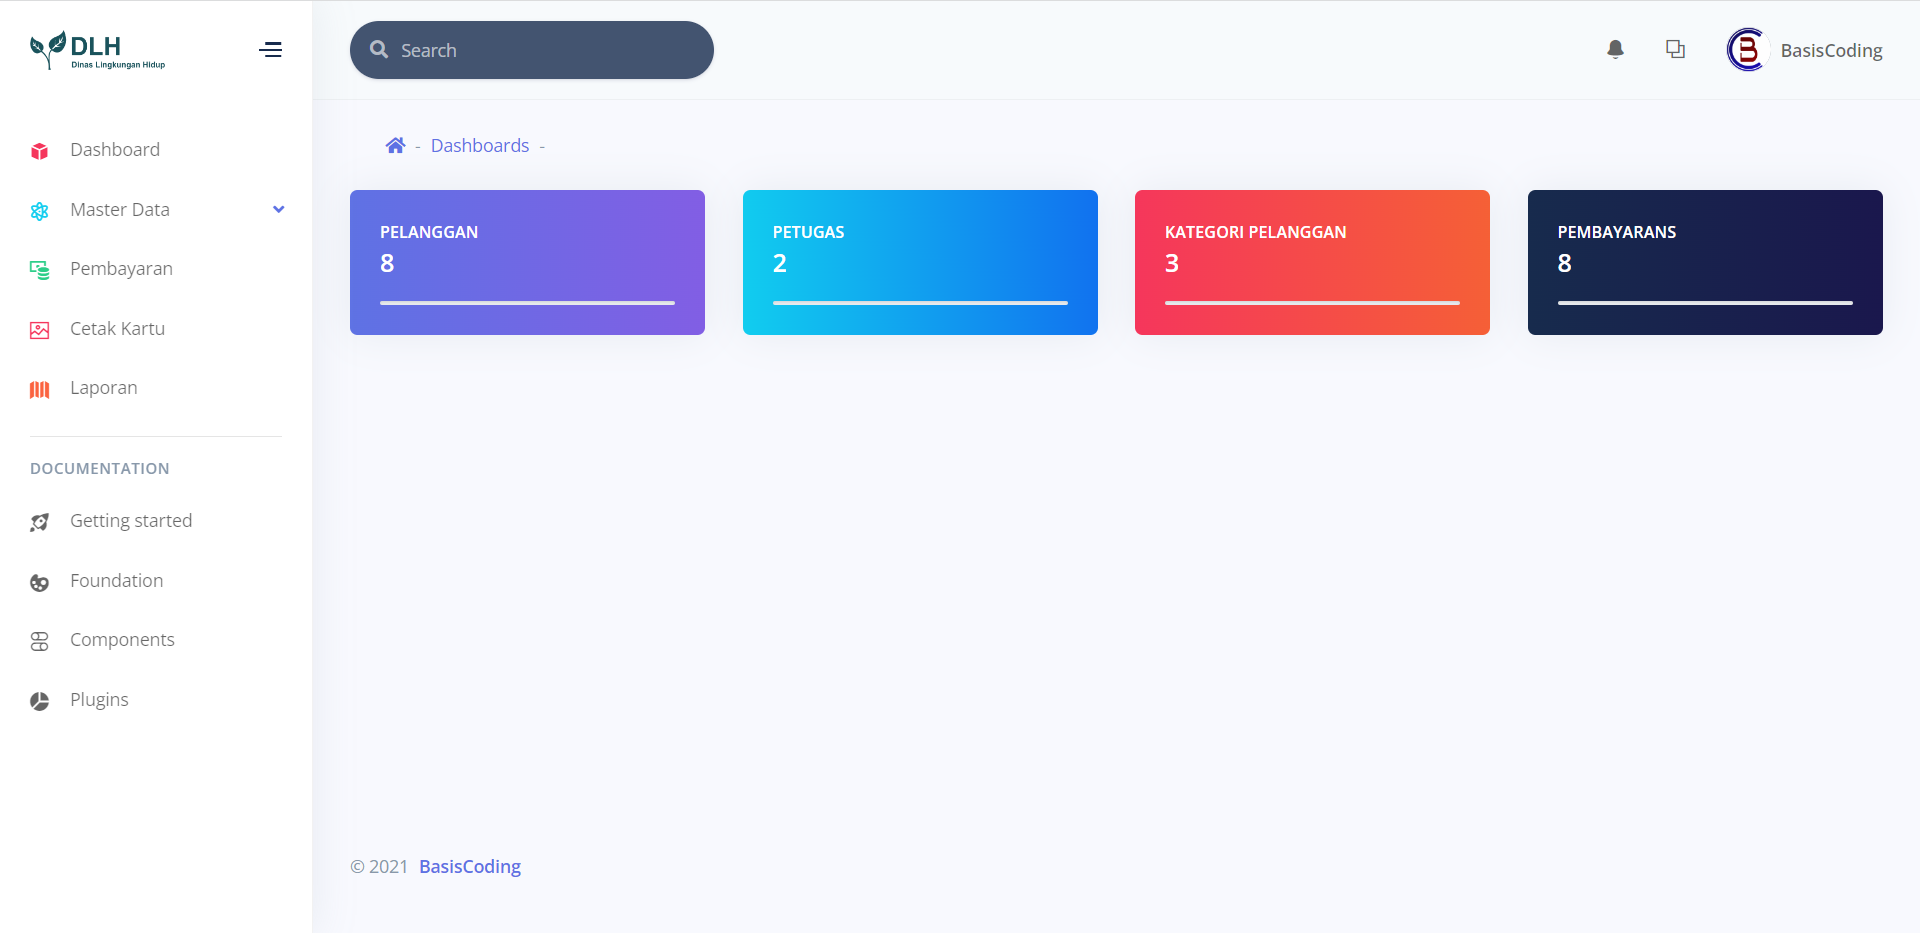 DLH
Dinas Lingkungan Hidup
Search
BasisCoding
Dashboard
Master Data
Pembayaran
Cetak Kartu
Laporan
DOCUMENTATION
Getting started
Foundation
Components
Plugins
- Dashboards -
PELANGGAN
8
PETUGAS
2
KATEGORI PELANGGAN
3
PEMBAYARANS
8
© 2021 BasisCoding